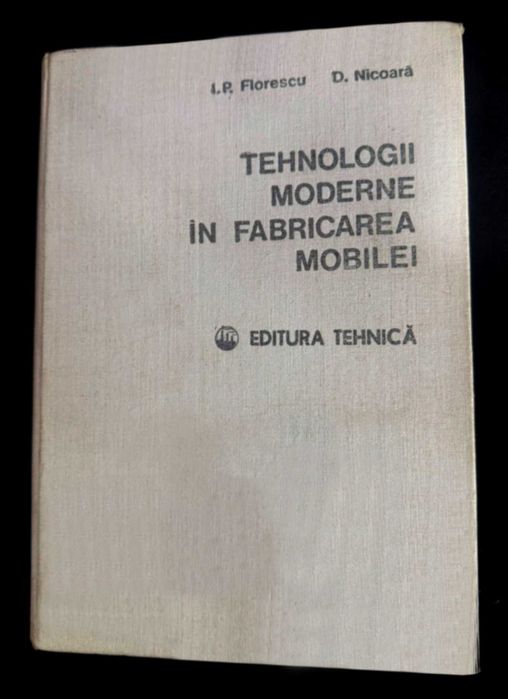 I.P. Florescu D. Nicoară
TEHNOLOGII
MODERNE
ÎN FABRICAREA
MOBILEI
EDITURA TEHNICĂ